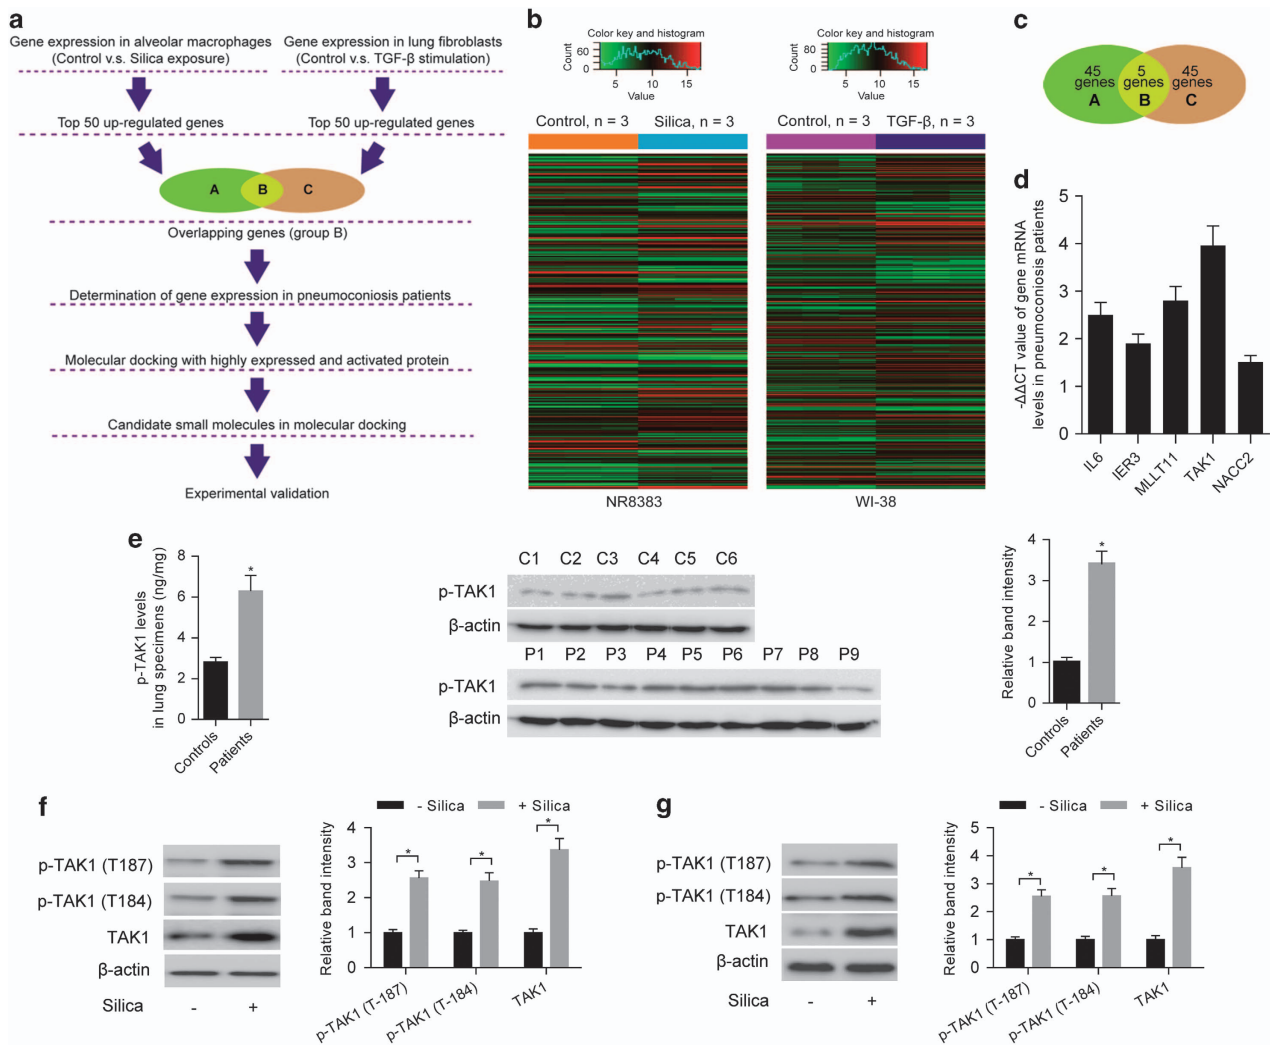 a
Gene expression in alveolar macrophages
(Control v.s. Silica exposure)
Gene expression in lung fibroblasts
(Control v.s. TGF-β stimulation)
Top 50 up-regulated genes
Top 50 up-regulated genes
A B C
Overlapping genes (group B)
Determination of gene expression in pneumoconiosis patients
Molecular docking with highly expressed and activated protein
Candidate small molecules in molecular docking
Experimental validation
b
Color key and histogram
Count
60
40
20
0
5 10 15
Value
Control, n = 3 Silica, n = 3
NR8383
Color key and histogram
Count
80
40
0
5 10 15
Value
Control, n = 3 TGF-β, n = 3
WI-38
c
45 genes
A
5 genes
B
45 genes
C
d
-ΔΔCT value of gene mRNA
levels in pneumoconiosis patients
5
4
3
2
1
0
IL6 IER3 MLLT11 TAK1 NACC2
e
p-TAK1 levels
in lung specimens (ng/mg)
8
6
4
2
0
*
Controls Patients
C1 C2 C3 C4 C5 C6
p-TAK1
β-actin
P1 P2 P3 P4 P5 P6 P7 P8 P9
p-TAK1
β-actin
Relative band intensity
4
3
2
1
0
*
Controls Patients
f
p-TAK1 (T187)
p-TAK1 (T184)
TAK1
β-actin
Silica - +
- Silica + Silica
Relative band intensity
4
3
2
1
0
* * *
p-TAK1 (T-187) p-TAK1 (T-184) TAK1
g
p-TAK1 (T187)
p-TAK1 (T184)
TAK1
β-actin
Silica - +
- Silica + Silica
Relative band intensity
5
4
3
2
1
0
* * *
p-TAK1 (T-187) p-TAK1 (T-184) TAK1